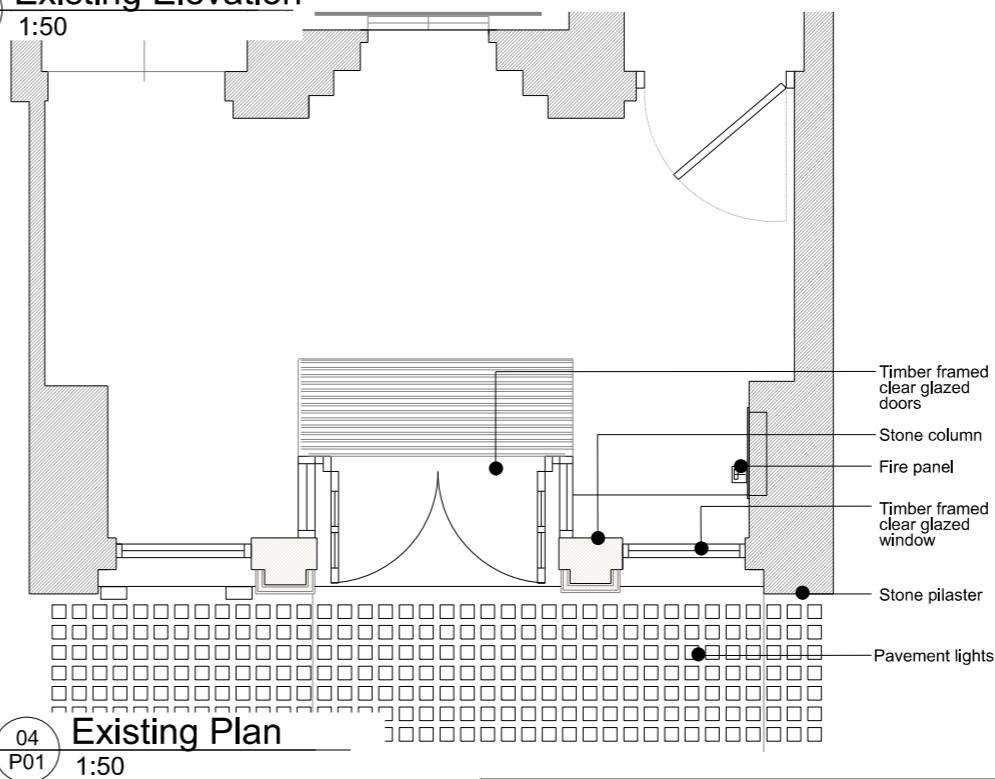 Existing Elevation
1:50
Timber framed
clear glazed
doors
Stone column
Fire panel
Timber framed
clear glazed
window
Stone pilaster
Pavement lights
04
P01
Existing Plan
1:50